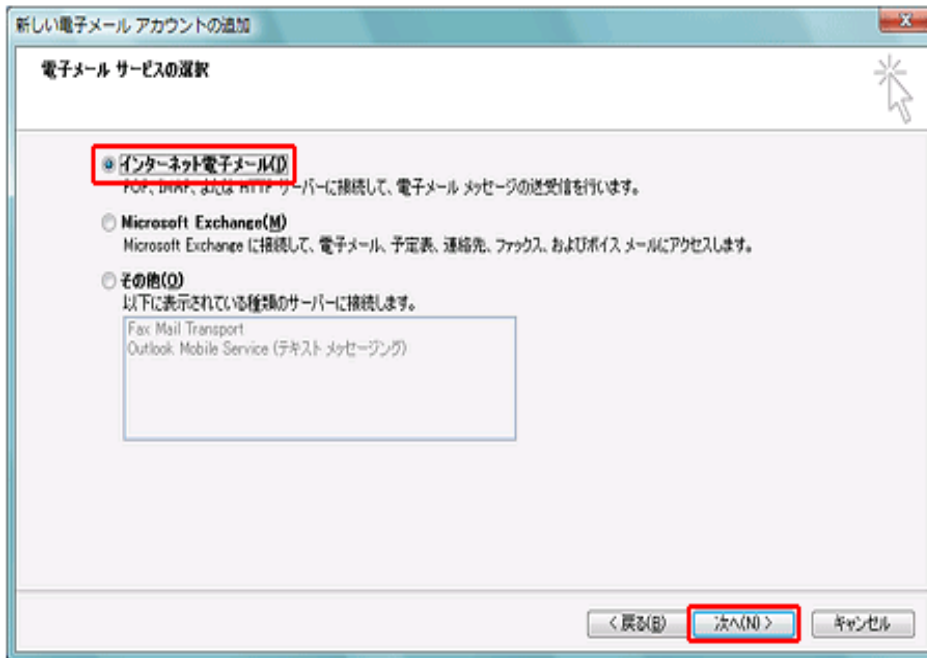 新しい電子メール アカウントの追加
電子メール サービスの選択
インターネット電子メール(I)
POP、IMAP、または HTTP サーバーに接続して、電子メール メッセージの送受信を行います。
Microsoft Exchange(M)
Microsoft Exchange に接続して、電子メール、予定表、連絡先、ファックス、およびボイス メールにアクセスします。
その他(O)
以下に表示されている種類のサーバーに接続します。
Fax Mail Transport
Outlook Mobile Service (テキスト メッセージング)
< 戻る(B) 次へ(N) > キャンセル